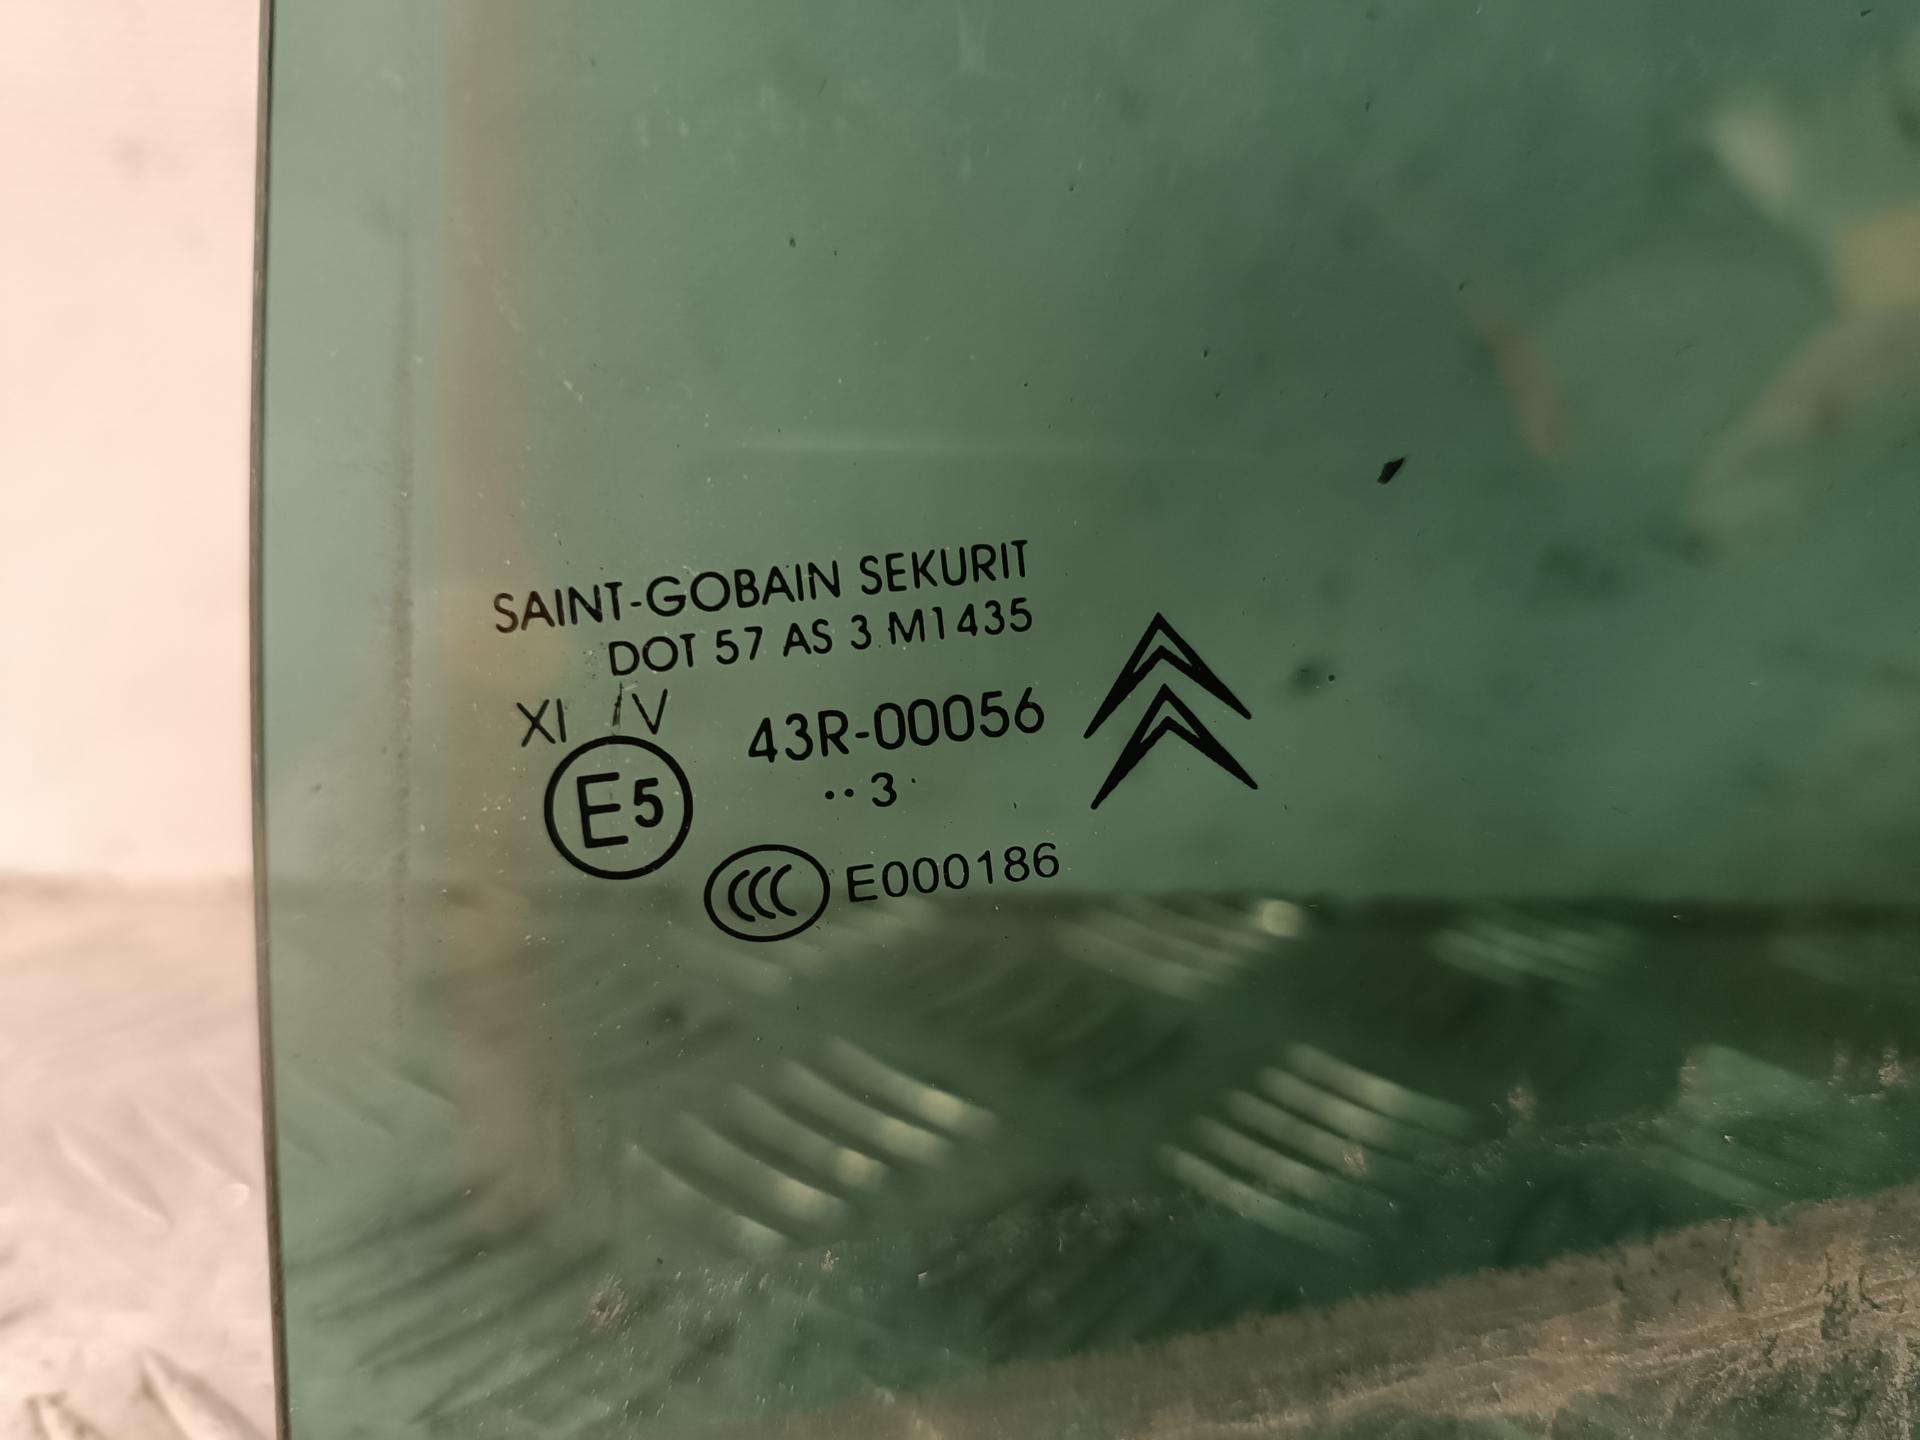 SAINT-GOBAIN SEKURIT
DOT 57 AS 3 M1435
XI /V
43R-00056
··3·
E5
CCC E000186